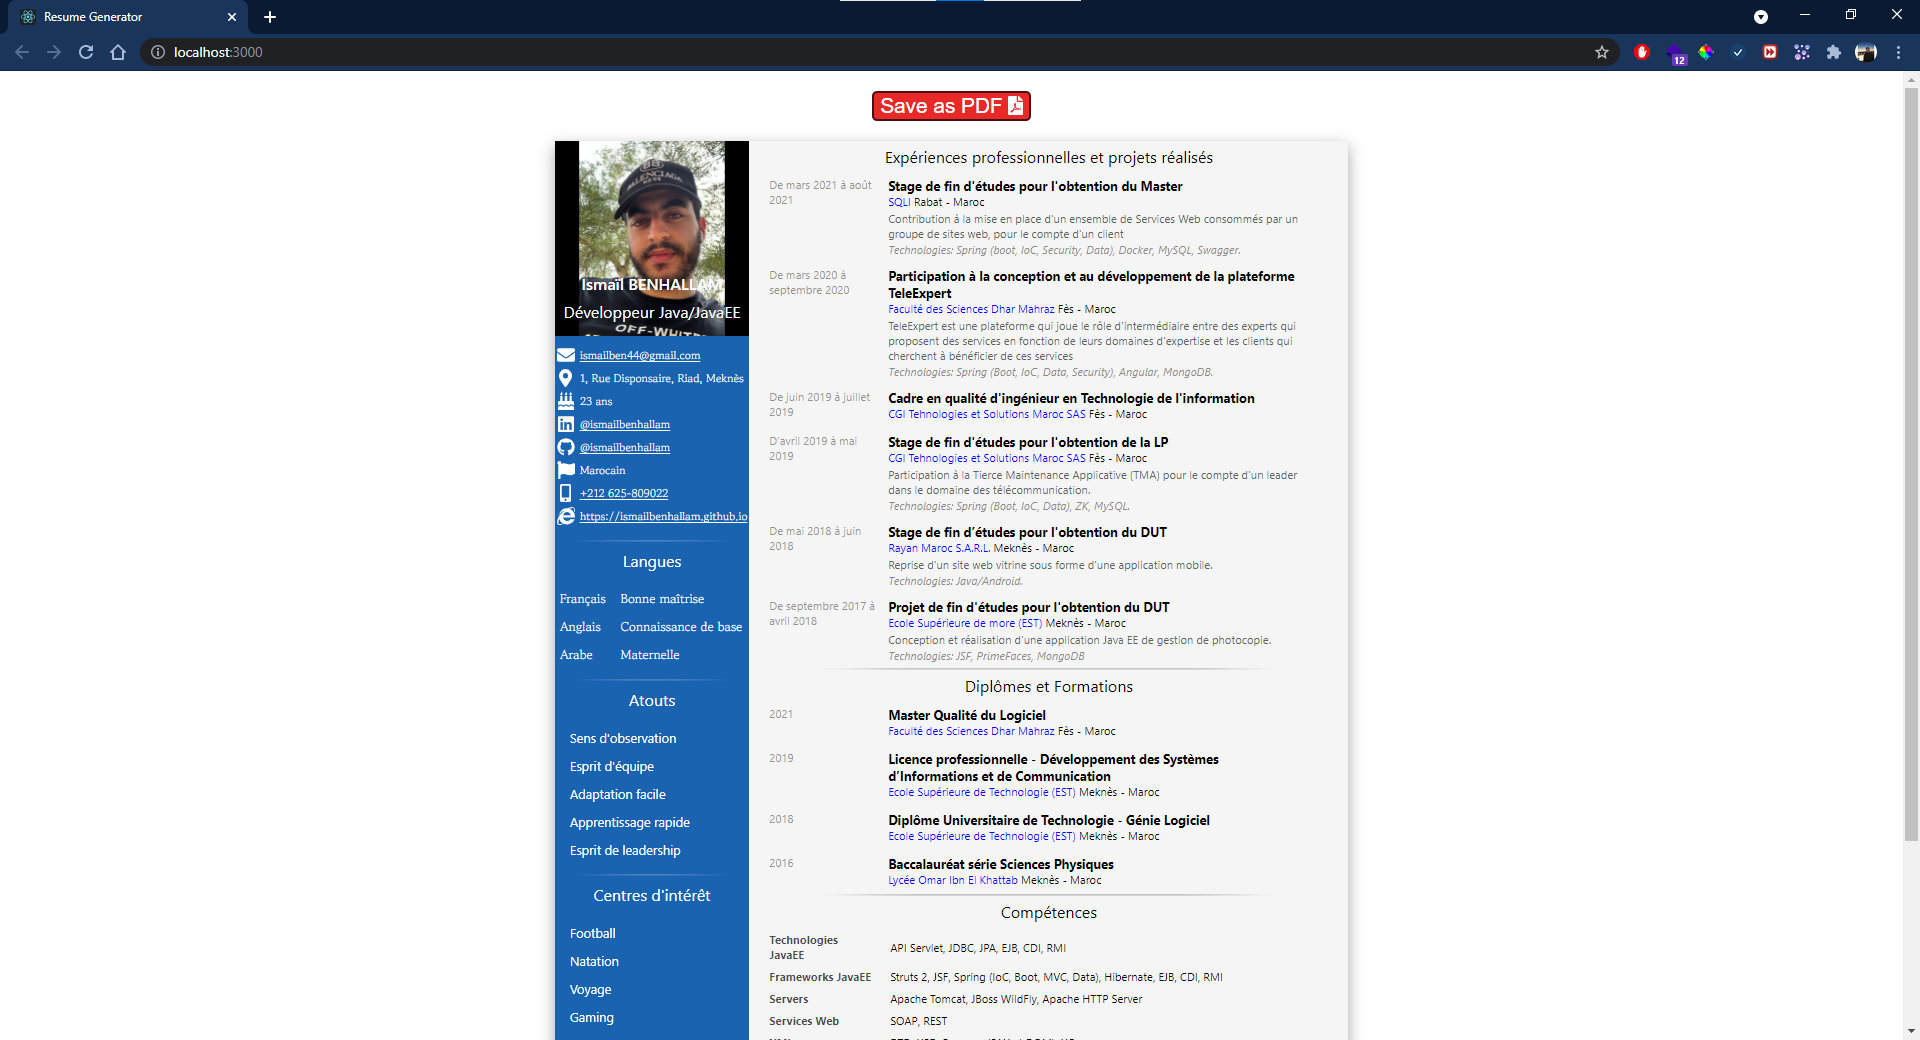 Resume Generator
localhost:3000
12
Save as PDF
Ismaïl BENHALLAM
Développeur Java/JavaEE
OFF-WHITE
ismailben44@gmail.com
1, Rue Disponsaire, Riad, Meknès
23 ans
@ismailbenhallam
@ismailbenhallam
Marocain
+212 625-809022
https://ismailbenhallam.github.io
Langues
Français Bonne maîtrise
Anglais Connaissance de base
Arabe Maternelle
Atouts
Sens d'observation
Esprit d'équipe
Adaptation facile
Apprentissage rapide
Esprit de leadership
Centres d'intérêt
Football
Natation
Voyage
Gaming
Expériences professionnelles et projets réalisés
De mars 2021 à août
2021
Stage de fin d'études pour l'obtention du Master
SQLI Rabat - Maroc
Contribution à la mise en place d'un ensemble de Services Web consommés par un
groupe de sites web, pour le compte d'un client
Technologies: Spring (boot, IoC, Security, Data), Docker, MySQL, Swagger.
De mars 2020 à
septembre 2020
Participation à la conception et au développement de la plateforme
TeleExpert
Faculté des Sciences Dhar Mahraz Fès - Maroc
TeleExpert est une plateforme qui joue le rôle d'intermédiaire entre des experts qui
proposent des services en fonction de leurs domaines d'expertise et les clients qui
cherchent à bénéficier de ces services
Technologies: Spring (Boot, IoC, Data, Security), Angular, MongoDB.
De juin 2019 à juillet
2019
Cadre en qualité d'ingénieur en Technologie de l'information
CGI Tehnologies et Solutions Maroc SAS Fès - Maroc
D'avril 2019 à mai
2019
Stage de fin d'études pour l'obtention de la LP
CGI Tehnologies et Solutions Maroc SAS Fès - Maroc
Participation à la Tierce Maintenance Applicative (TMA) pour le compte d'un leader
dans le domaine des télécommunication.
Technologies: Spring (Boot, IoC, Data), ZK, MySQL.
De mai 2018 à juin
2018
Stage de fin d’études pour l'obtention du DUT
Rayan Maroc S.A.R.L. Meknès - Maroc
Reprise d'un site web vitrine sous forme d'une application mobile.
Technologies: Java/Android.
De septembre 2017 à
avril 2018
Projet de fin d'études pour l'obtention du DUT
Ecole Supérieure de more (EST) Meknès - Maroc
Conception et réalisation d'une application Java EE de gestion de photocopie.
Technologies: JSF, PrimeFaces, MongoDB
Diplômes et Formations
2021
Master Qualité du Logiciel
Faculté des Sciences Dhar Mahraz Fès - Maroc
2019
Licence professionnelle - Développement des Systèmes
d’Informations et de Communication
Ecole Supérieure de Technologie (EST) Meknès - Maroc
2018
Diplôme Universitaire de Technologie - Génie Logiciel
Ecole Supérieure de Technologie (EST) Meknès - Maroc
2016
Baccalauréat série Sciences Physiques
Lycée Omar Ibn El Khattab Meknès - Maroc
Compétences
Technologies
JavaEE
API Servlet, JDBC, JPA, EJB, CDI, RMI
Frameworks JavaEE Struts 2, JSF, Spring (IoC, Boot, MVC, Data), Hibernate, EJB, CDI, RMI
Servers Apache Tomcat, JBoss WildFly, Apache HTTP Server
Services Web SOAP, REST